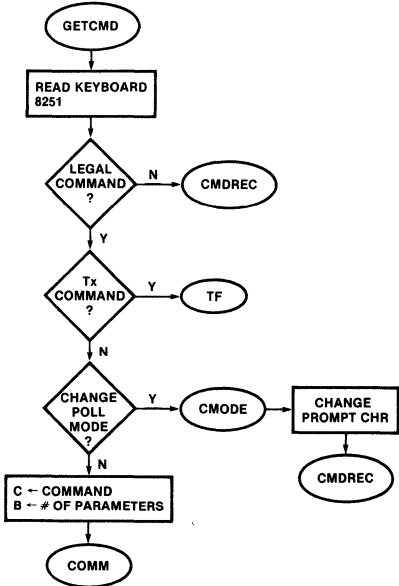 GETCMD
READ KEYBOARD
8251
LEGAL
COMMAND
?
N
CMDREC
Y
Tx
COMMAND
?
Y
TF
N
CHANGE
POLL
MODE
?
Y
CMODE
CHANGE
PROMPT CHR
CMDREC
N
C ← COMMAND
B ← # OF PARAMETERS
COMM